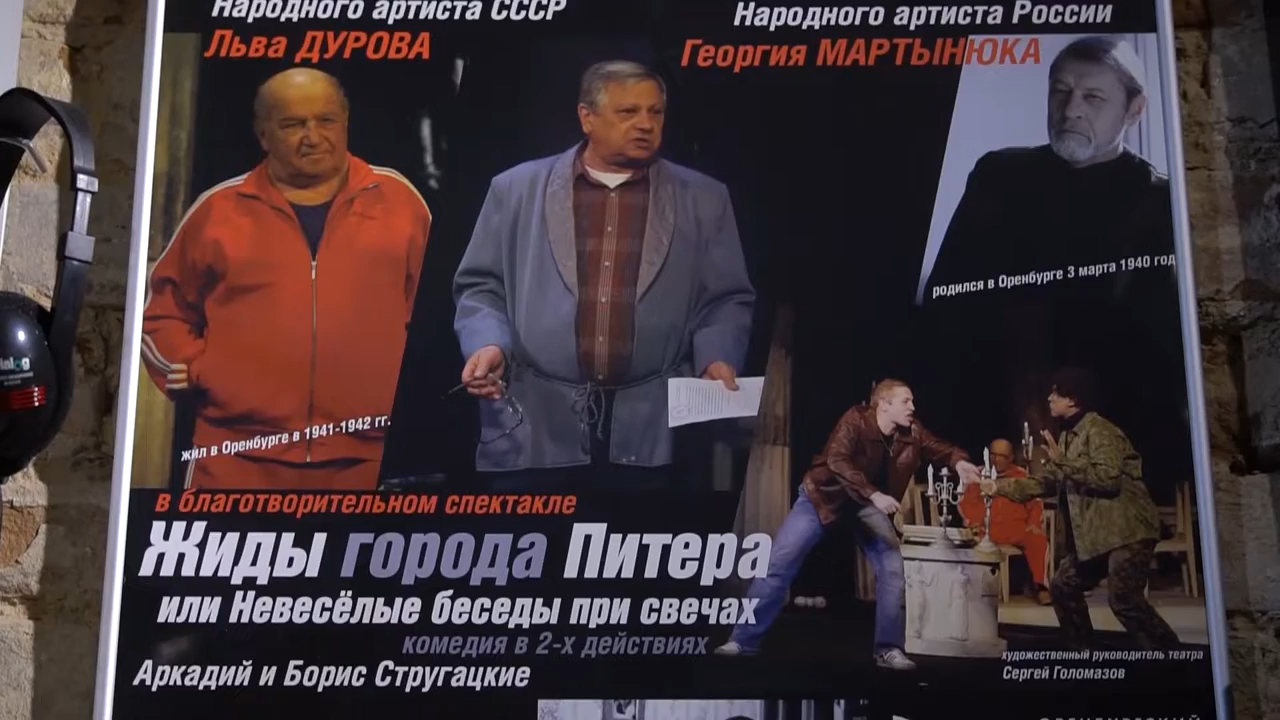 Народного артиста СССР
Льва ДУРОВА
Народного артиста России
Георгия МАРТЫНЮКА
родился в Оренбурге 3 марта 1940 год
жил в Оренбурге в 1941-1942 гг.
в благотворительном спектакле
Жиды города Питера
или Невесёлые беседы при свечах
комедия в 2-х действиях
Аркадий и Борис Стругацкие
художественный руководитель театра
Сергей Голомазов